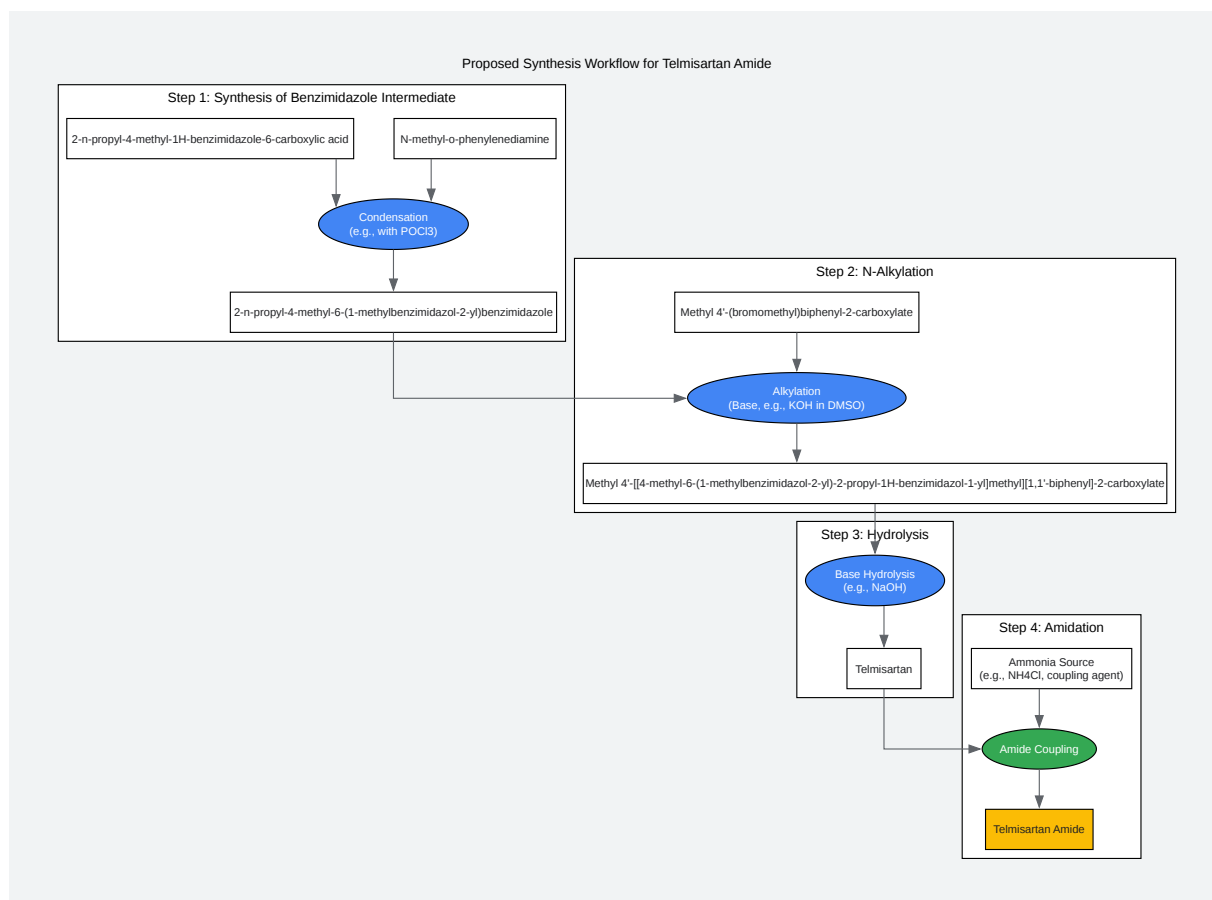 Proposed Synthesis Workflow for Telmisartan Amide
Step 1: Synthesis of Benzimidazole Intermediate
2-n-propyl-4-methyl-1H-benzimidazole-6-carboxylic acid
N-methyl-o-phenylenediamine
Condensation
(e.g., with POCl3)
2-n-propyl-4-methyl-6-(1-methylbenzimidazol-2-yl)benzimidazole
Step 2: N-Alkylation
Methyl 4'-(bromomethyl)biphenyl-2-carboxylate
Alkylation
(Base, e.g., KOH in DMSO)
Methyl 4'-[[4-methyl-6-(1-methylbenzimidazol-2-yl)-2-propyl-1H-benzimidazol-1-yl]methyl][1,1'-biphenyl]-2-carboxylate
Step 3: Hydrolysis
Base Hydrolysis
(e.g., NaOH)
Telmisartan
Step 4: Amidation
Ammonia Source
(e.g., NH4Cl, coupling agent)
Amide Coupling
Telmisartan Amide